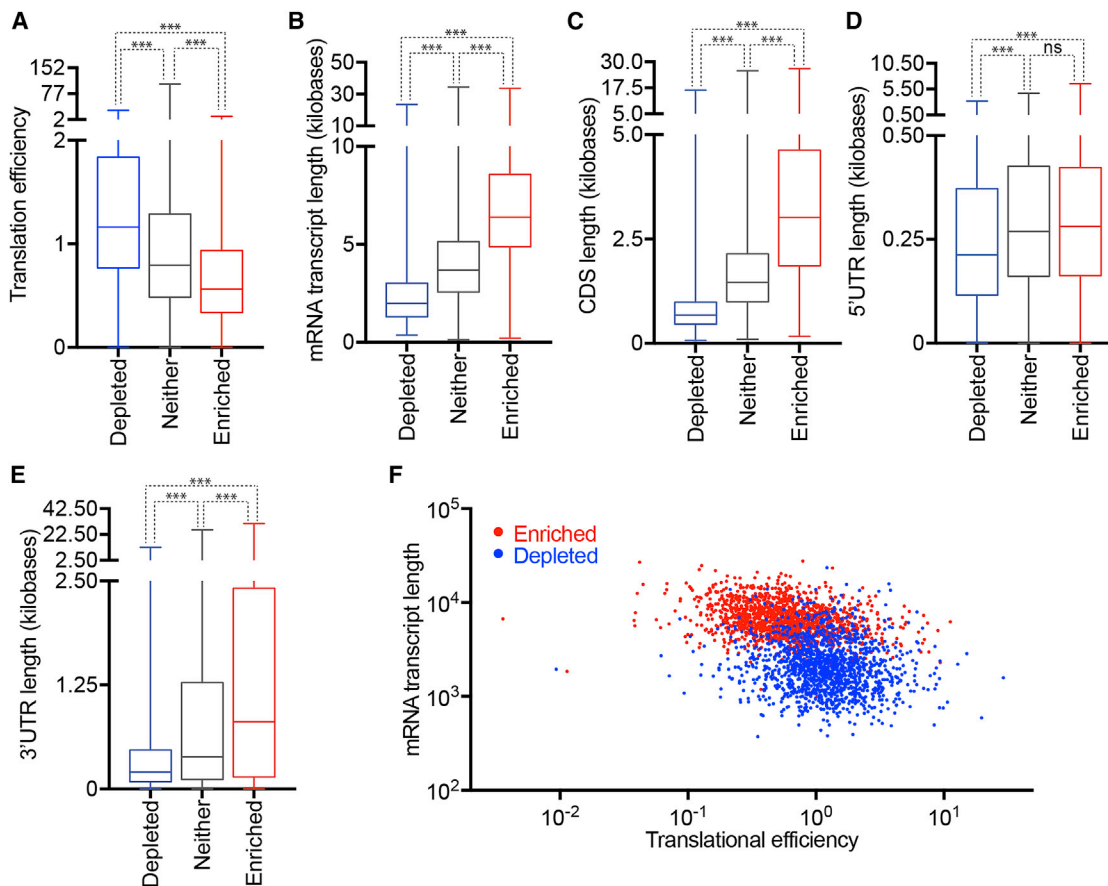 A
Translation efficiency
152
77
2
2
1
0
***
***
***
Depleted
Neither
Enriched
B
mRNA transcript length (kilobases)
50
30
10
10
5
0
***
***
***
Depleted
Neither
Enriched
C
CDS length (kilobases)
30.0
17.5
5.0
5.0
2.5
0
***
***
***
Depleted
Neither
Enriched
D
5'UTR length (kilobases)
10.50
5.50
0.50
0.50
0.25
0
***
***
ns
Depleted
Neither
Enriched
E
3'UTR length (kilobases)
42.50
22.50
2.50
2.50
1.25
0
***
***
***
Depleted
Neither
Enriched
F
mRNA transcript length
10^5
10^4
10^3
10^2
Enriched
Depleted
10^-2
10^-1
10^0
10^1
Translational efficiency